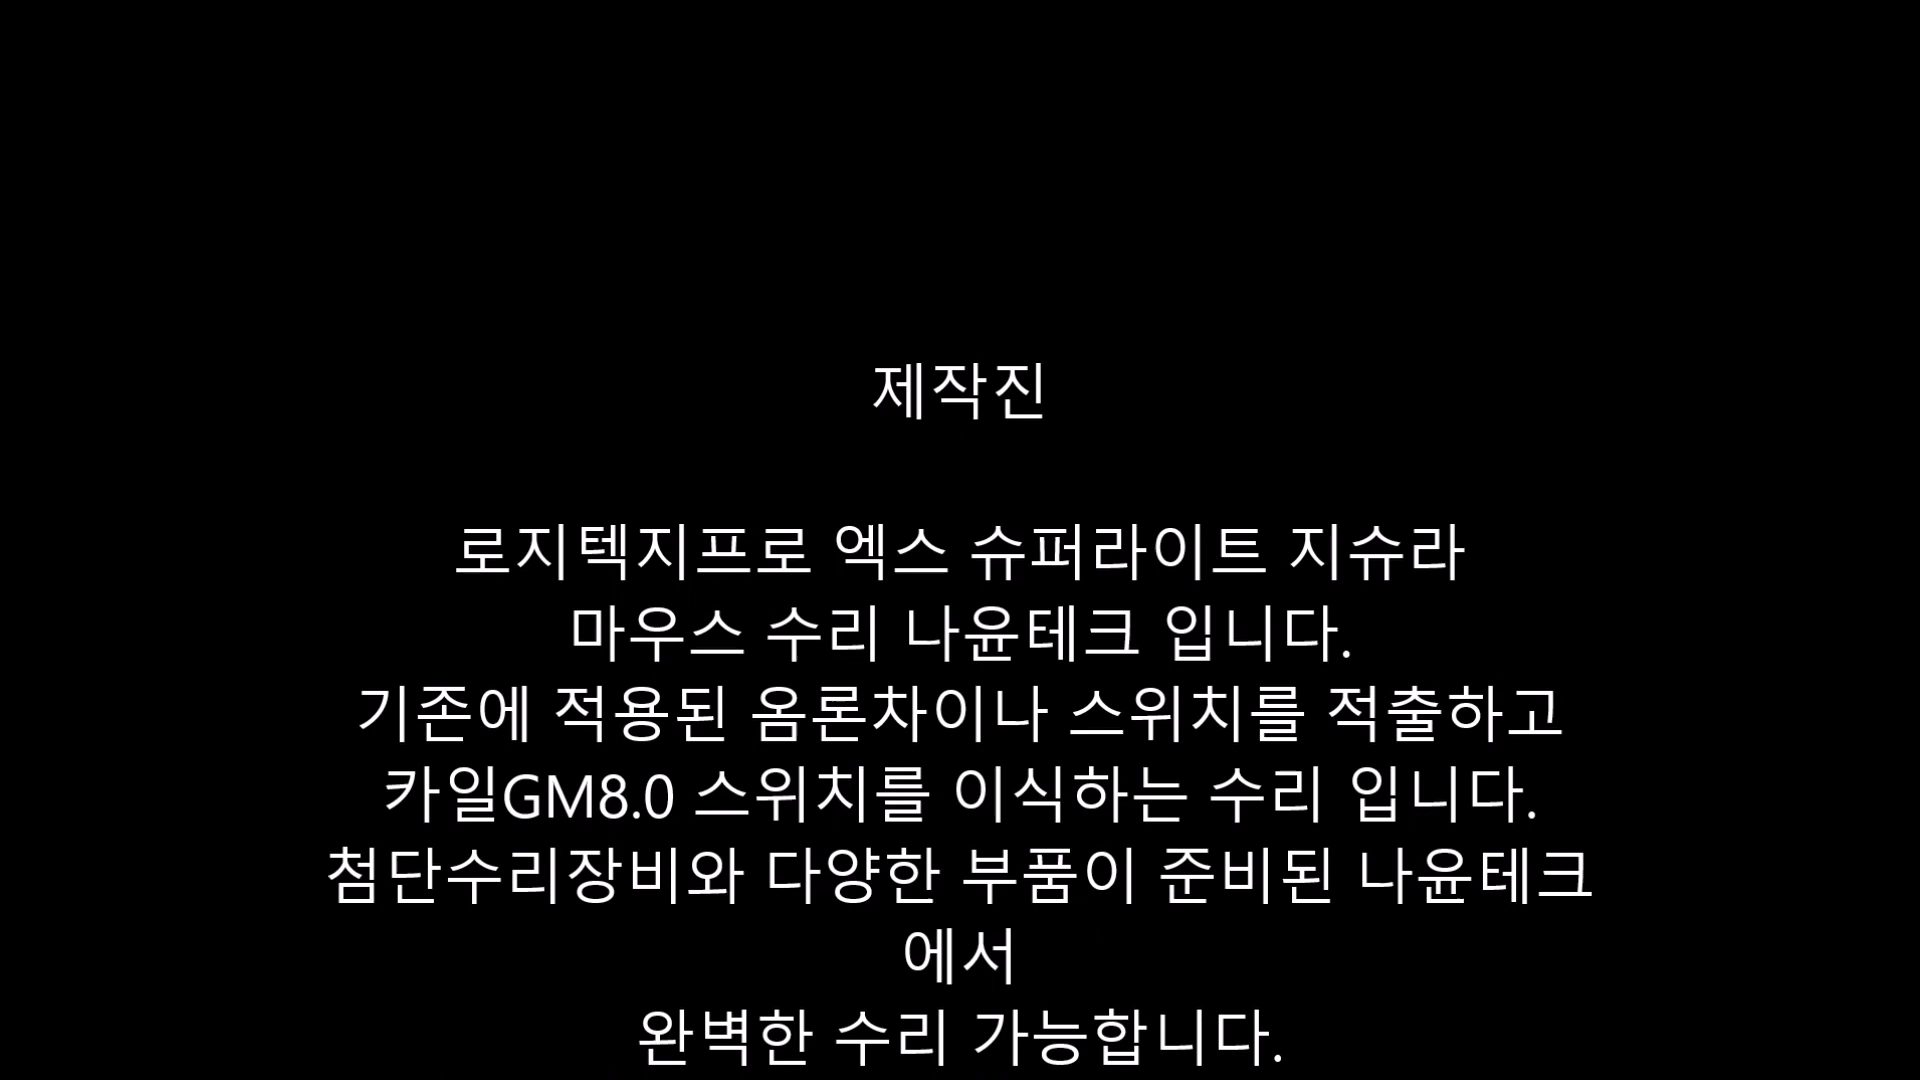 제작진
로지텍지프로 엑스 슈퍼라이트 지슈라
마우스 수리 나윤테크 입니다.
기존에 적용된 옴론차이나 스위치를 적출하고
카일GM8.0 스위치를 이식하는 수리 입니다.
첨단수리장비와 다양한 부품이 준비된 나윤테크
에서
완벽한 수리 가능합니다.